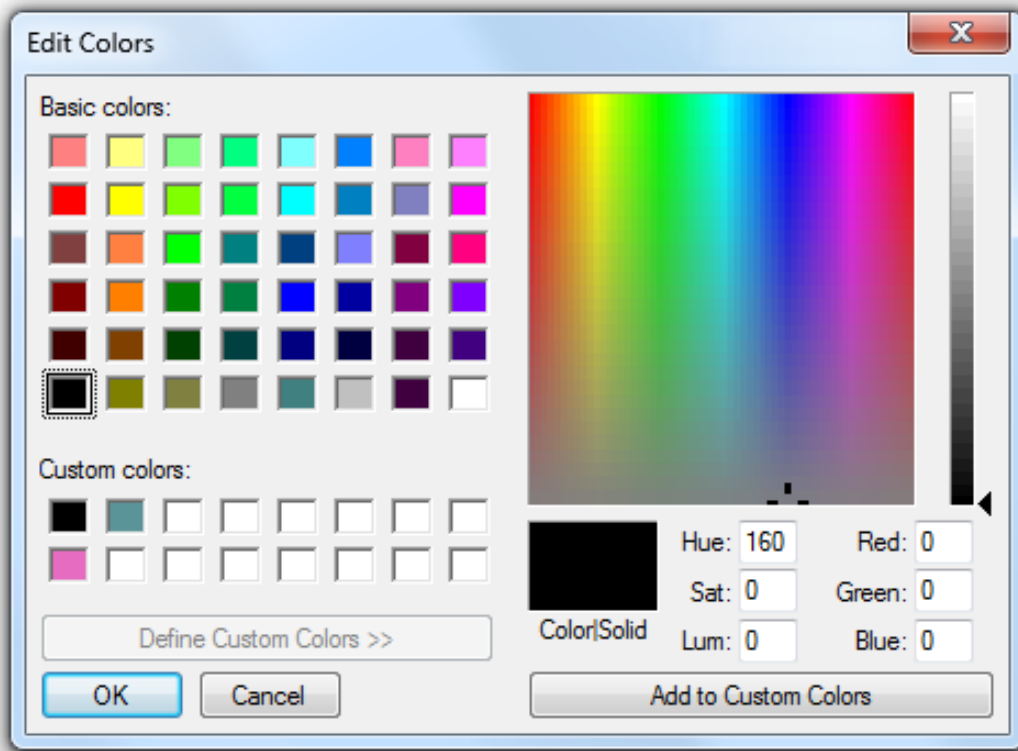 Edit Colors
Basic colors:
Custom colors:
Define Custom Colors >>
OK Cancel
Color|Solid
Hue: 160 Red: 0
Sat: 0 Green: 0
Lum: 0 Blue: 0
Add to Custom Colors